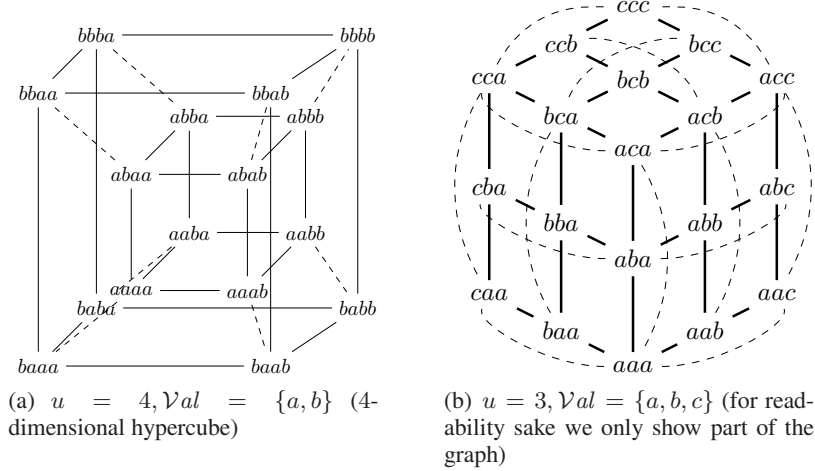 bbba bbbb
bbaa bbab
abba abbb
abaa abab
aaba aabb
aaaa aaab
baba babb
baaa baab
(a) u = 4, Val = {a, b} (4-
dimensional hypercube)
ccc
ccb bcc
cca bcb acc
bca acb
aca
cba abc
bba abb
aba
caa aac
baa aab
aaa
(b) u = 3, Val = {a, b, c} (for read-
ability sake we only show part of the
graph)